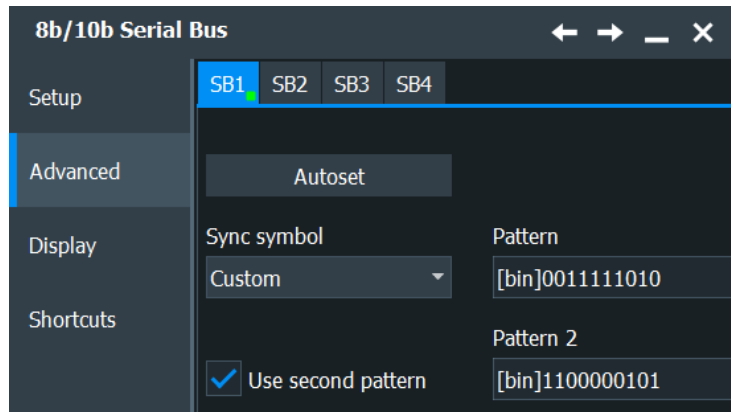 8b/10b Serial Bus
Setup
Advanced
Display
Shortcuts
SB1 SB2 SB3 SB4
Autoset
Sync symbol
Custom
Pattern
[bin]0011111010
Use second pattern
Pattern 2
[bin]1100000101